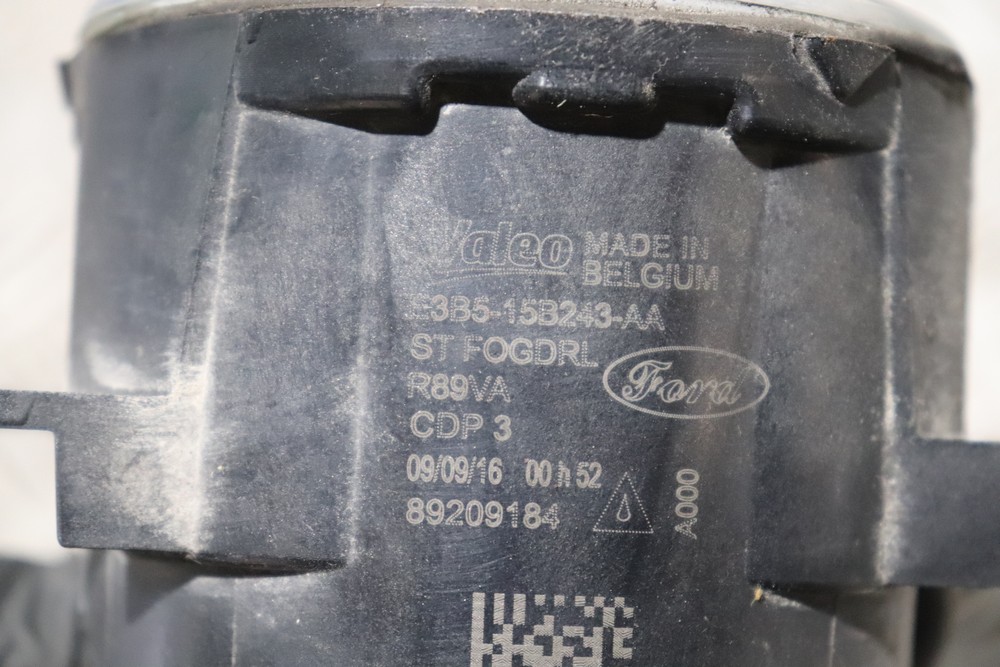 Valeo MADE IN
BELGIUM
E3B5-15B243-AA
ST FOGDRL
R89VA
Ford
CDP 3
09/09/16 00 h 52
89209184
A000